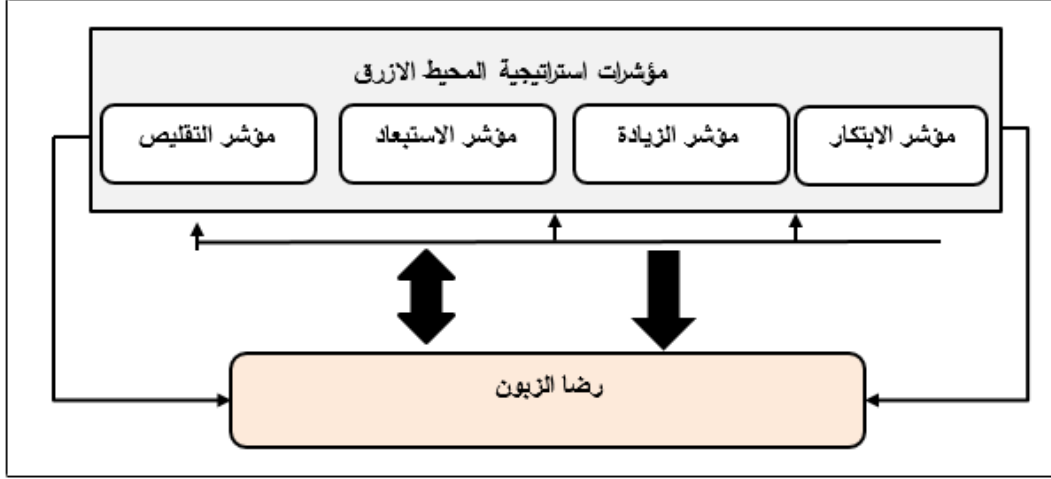 مؤشرات استراتيجية المحيط الازرق
مؤشر الابتكار
مؤشر الزيادة
مؤشر الاستبعاد
مؤشر التقليص
رضا الزبون